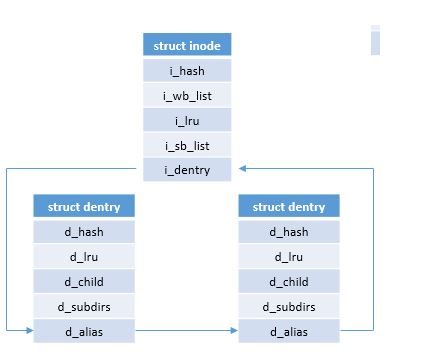 struct inode
i_hash
i_wb_list
i_lru
i_sb_list
i_dentry
struct dentry
d_hash
d_lru
d_child
d_subdirs
d_alias
struct dentry
d_hash
d_lru
d_child
d_subdirs
d_alias